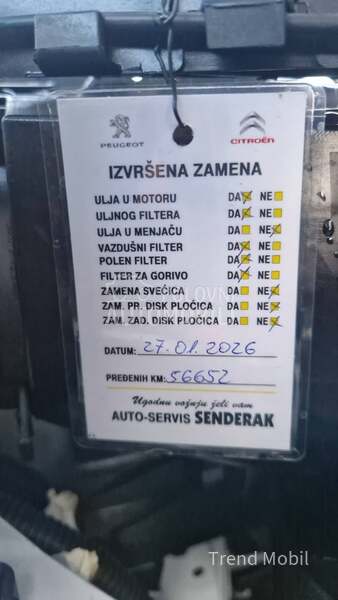 PEUGEOT CITROËN
IZVRŠENA ZAMENA
ULJA U MOTORU DA NE
ULJNOG FILTERA DA NE
ULJA U MENJAČU DA NE
VAZDUŠNI FILTER DA NE
POLEN FILTER DA NE
FILTER ZA GORIVO DA NE
ZAMENA SVEĆICA DA NE
ZAM. PR. DISK PLOČICA DA NE
ZAM. ZAD. DISK PLOČICA DA NE
DATUM: 27.01.2026
PREĐENIH KM: 56652
Ugodnu vožnju želi vam
AUTO-SERVIS SENDERAK
Trend Mobil